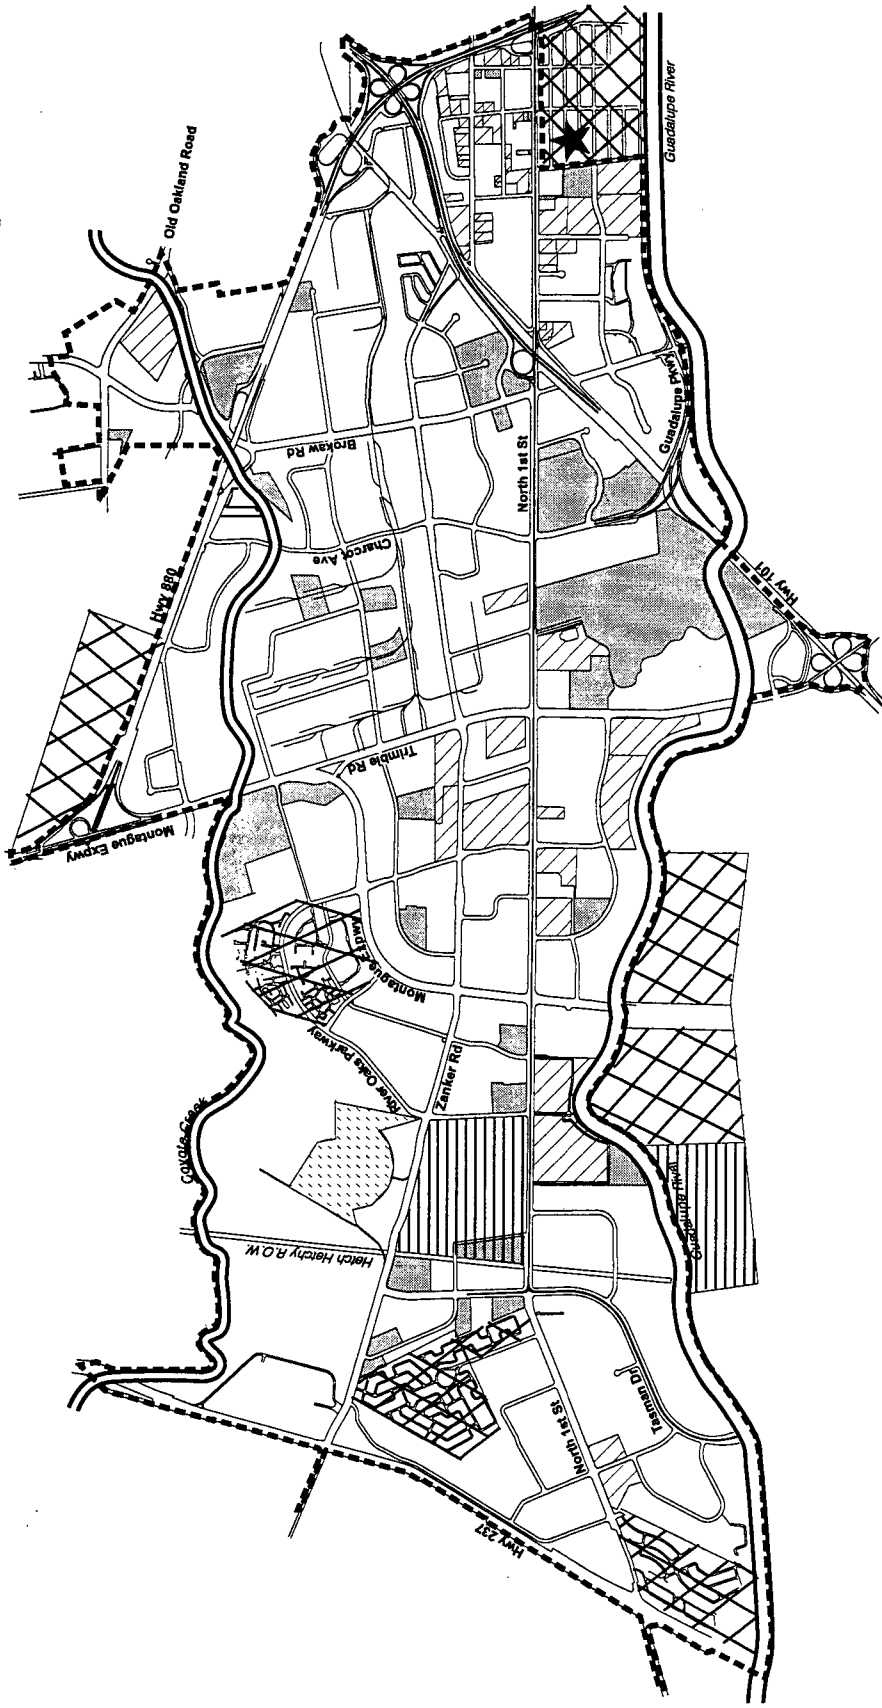 Guadalupe River
Old Oakland Road
Brokaw Rd
North 1st St
Guadalupe Pkwy
Charcot Ave
Hwy 880
Hwy 101
Trimble Rd
Montague Expwy
Montague Expwy
River Oaks Parkway
Zanker Rd
Coyote Creek
Guadalupe River
Hetch Hetchy R.O.W.
North 1st St
Tasman Dr
Hwy 237